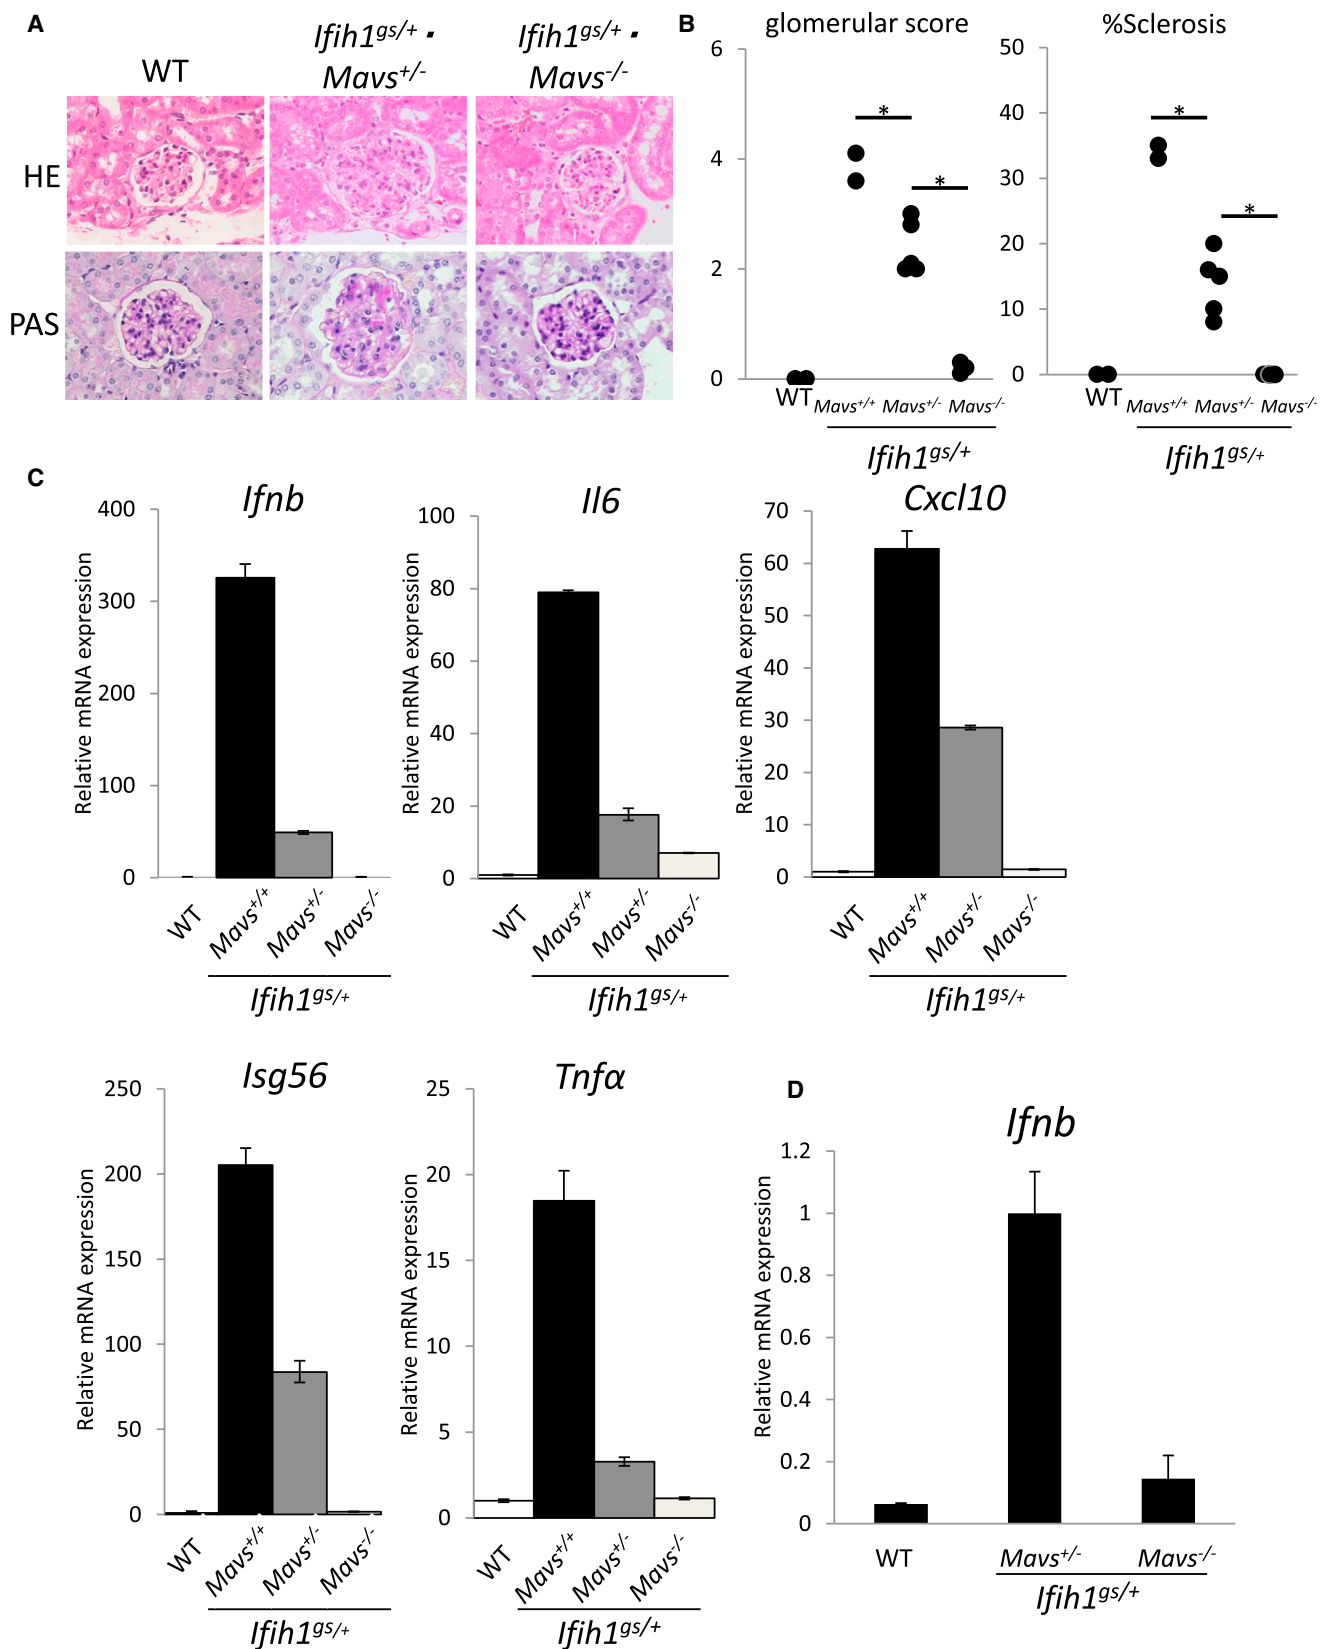 A
WT
Ifih1gs/+ ·
Mavs+/-
Ifih1gs/+ ·
Mavs-/-
HE
PAS
B
glomerular score
6
4
2
0
*
*
WT
Mavs+/+
Mavs+/-
Mavs-/-
Ifih1gs/+
%Sclerosis
50
40
30
20
10
0
*
*
WT
Mavs+/+
Mavs+/-
Mavs-/-
Ifih1gs/+
C
Ifnb
Relative mRNA expression
400
300
200
100
0
WT
Mavs+/+
Mavs+/-
Mavs-/-
Ifih1gs/+
Il6
Relative mRNA expression
100
80
60
40
20
0
WT
Mavs+/+
Mavs+/-
Mavs-/-
Ifih1gs/+
Cxcl10
Relative mRNA expression
70
60
50
40
30
20
10
0
WT
Mavs+/+
Mavs+/-
Mavs-/-
Ifih1gs/+
Isg56
Relative mRNA expression
250
200
150
100
50
0
WT
Mavs+/+
Mavs+/-
Mavs-/-
Ifih1gs/+
Tnfα
Relative mRNA expression
25
20
15
10
5
0
WT
Mavs+/+
Mavs+/-
Mavs-/-
Ifih1gs/+
D
Ifnb
Relative mRNA expression
1.2
1
0.8
0.6
0.4
0.2
0
WT
Mavs+/-
Mavs-/-
Ifih1gs/+